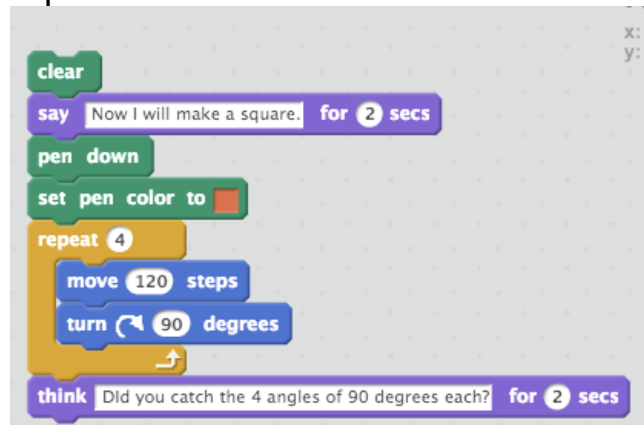 x:
y:
clear
say Now I will make a square. for 2 secs
pen down
set pen color to
repeat 4
move 120 steps
turn 90 degrees
think DId you catch the 4 angles of 90 degrees each? for 2 secs